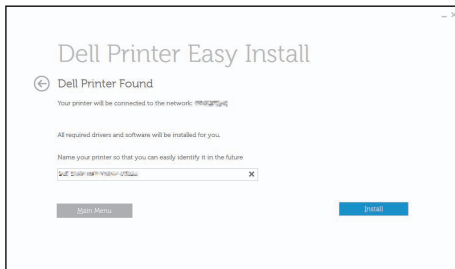 Dell Printer Easy Install
Dell Printer Found
Your printer will be connected to the network:
All required drivers and software will be installed for you.
Name your printer so that you can easily identify it in the future
Main Menu
Install